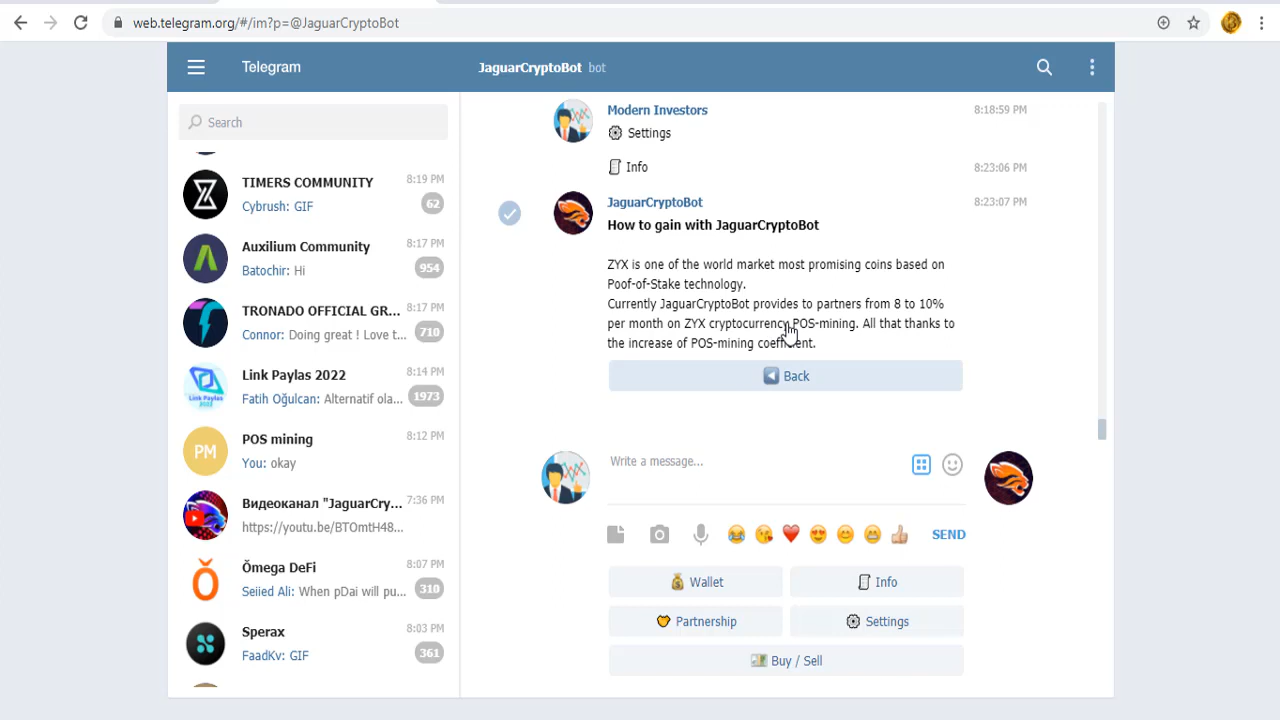 web.telegram.org/#/im?p=@JaguarCryptoBot
Telegram
JaguarCryptoBot bot
Search
TIMERS COMMUNITY 8:19 PM
Cybrush: GIF 62
Auxilium Community 8:17 PM
Batochir: Hi 954
TRONADO OFFICIAL GR... 8:17 PM
Connor: Doing great ! Love t... 710
Link Paylas 2022 8:14 PM
Fatih Oğulcan: Alternatif ola... 1973
PM
POS mining 8:12 PM
You: okay
Видеоканал "JaguarCry... 7:36 PM
https://youtu.be/BTOmtH48...
Ŏmega DeFi 8:07 PM
Seiied Ali: When pDai will pu... 310
Sperax 8:03 PM
FaadKv: GIF 361
Modern Investors 8:18:59 PM
Settings
Info 8:23:06 PM
JaguarCryptoBot 8:23:07 PM
How to gain with JaguarCryptoBot
ZYX is one of the world market most promising coins based on
Poof-of-Stake technology.
Currently JaguarCryptoBot provides to partners from 8 to 10%
per month on ZYX cryptocurrency POS-mining. All that thanks to
the increase of POS-mining coefficient.
Back
Write a message...
SEND
Wallet
Info
Partnership
Settings
Buy / Sell